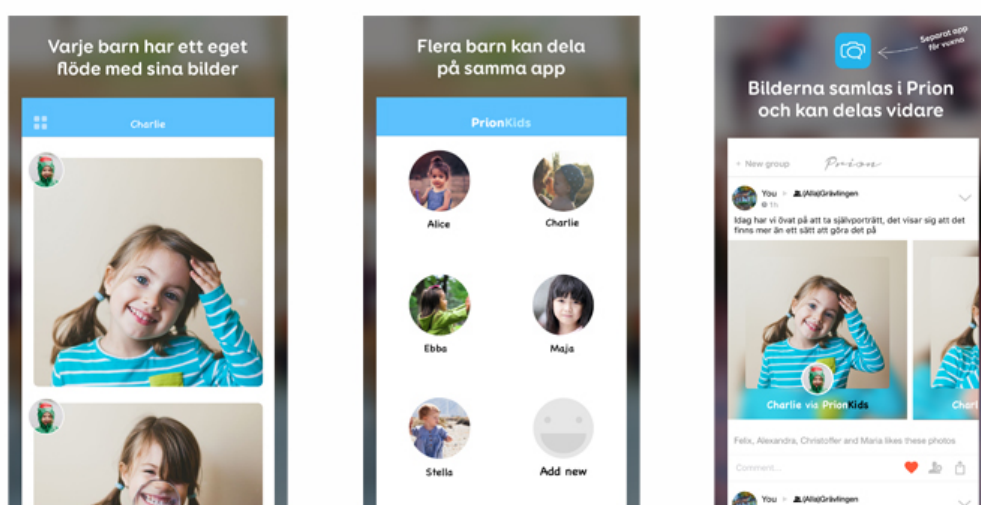 Varje barn har ett eget
flöde med sina bilder
Charlie
Flera barn kan dela
på samma app
PrionKids
Alice
Charlie
Ebba
Maja
Stella
Add new
Separat app
för vuxna
Bilderna samlas i Prion
och kan delas vidare
+ New group
Prion
You
(Alla)Grävlingen
1h
Idag har vi övat på att ta självporträtt, det visar sig att det
finns mer än ett sätt att göra det på
Charlie via PrionKids
Charl
Felix, Alexandra, Christoffer and Maria likes these photos
Comment...
You
(Alla)Grävlingen